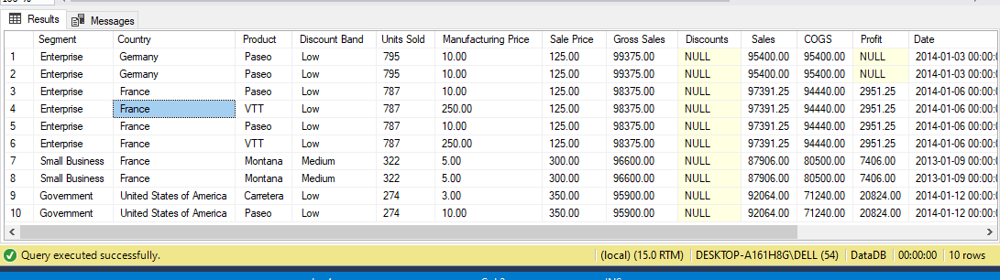 Results Messages
Segment Country Product Discount Band Units Sold Manufacturing Price Sale Price Gross Sales Discounts Sales COGS Profit Date
1 Enterprise Germany Paseo Low 795 10.00 125.00 99375.00 NULL 95400.00 95400.00 NULL 2014-01-03 00:00:
2 Enterprise Germany Paseo Low 795 10.00 125.00 99375.00 NULL 95400.00 95400.00 NULL 2014-01-03 00:00:
3 Enterprise France Paseo Low 787 10.00 125.00 98375.00 NULL 97391.25 94440.00 2951.25 2014-01-06 00:00:
4 Enterprise France VTT Low 787 250.00 125.00 98375.00 NULL 97391.25 94440.00 2951.25 2014-01-06 00:00:
5 Enterprise France Paseo Low 787 10.00 125.00 98375.00 NULL 97391.25 94440.00 2951.25 2014-01-06 00:00:
6 Enterprise France VTT Low 787 250.00 125.00 98375.00 NULL 97391.25 94440.00 2951.25 2014-01-06 00:00:
7 Small Business France Montana Medium 322 5.00 300.00 96600.00 NULL 87906.00 80500.00 7406.00 2013-01-09 00:00:
8 Small Business France Montana Medium 322 5.00 300.00 96600.00 NULL 87906.00 80500.00 7406.00 2013-01-09 00:00:
9 Government United States of America Carretera Low 274 3.00 350.00 95900.00 NULL 92064.00 71240.00 20824.00 2014-01-12 00:00:
10 Government United States of America Paseo Low 274 10.00 350.00 95900.00 NULL 92064.00 71240.00 20824.00 2014-01-12 00:00:
Query executed successfully. (local) (15.0 RTM) DESKTOP-A161H8G\DELL (54) DataDB 00:00:00 10 rows